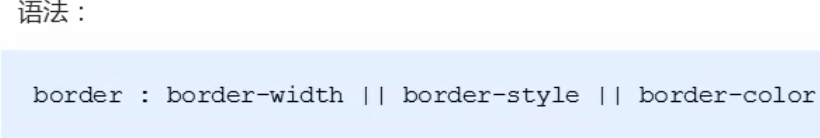 语法：
border : border-width || border-style || border-color